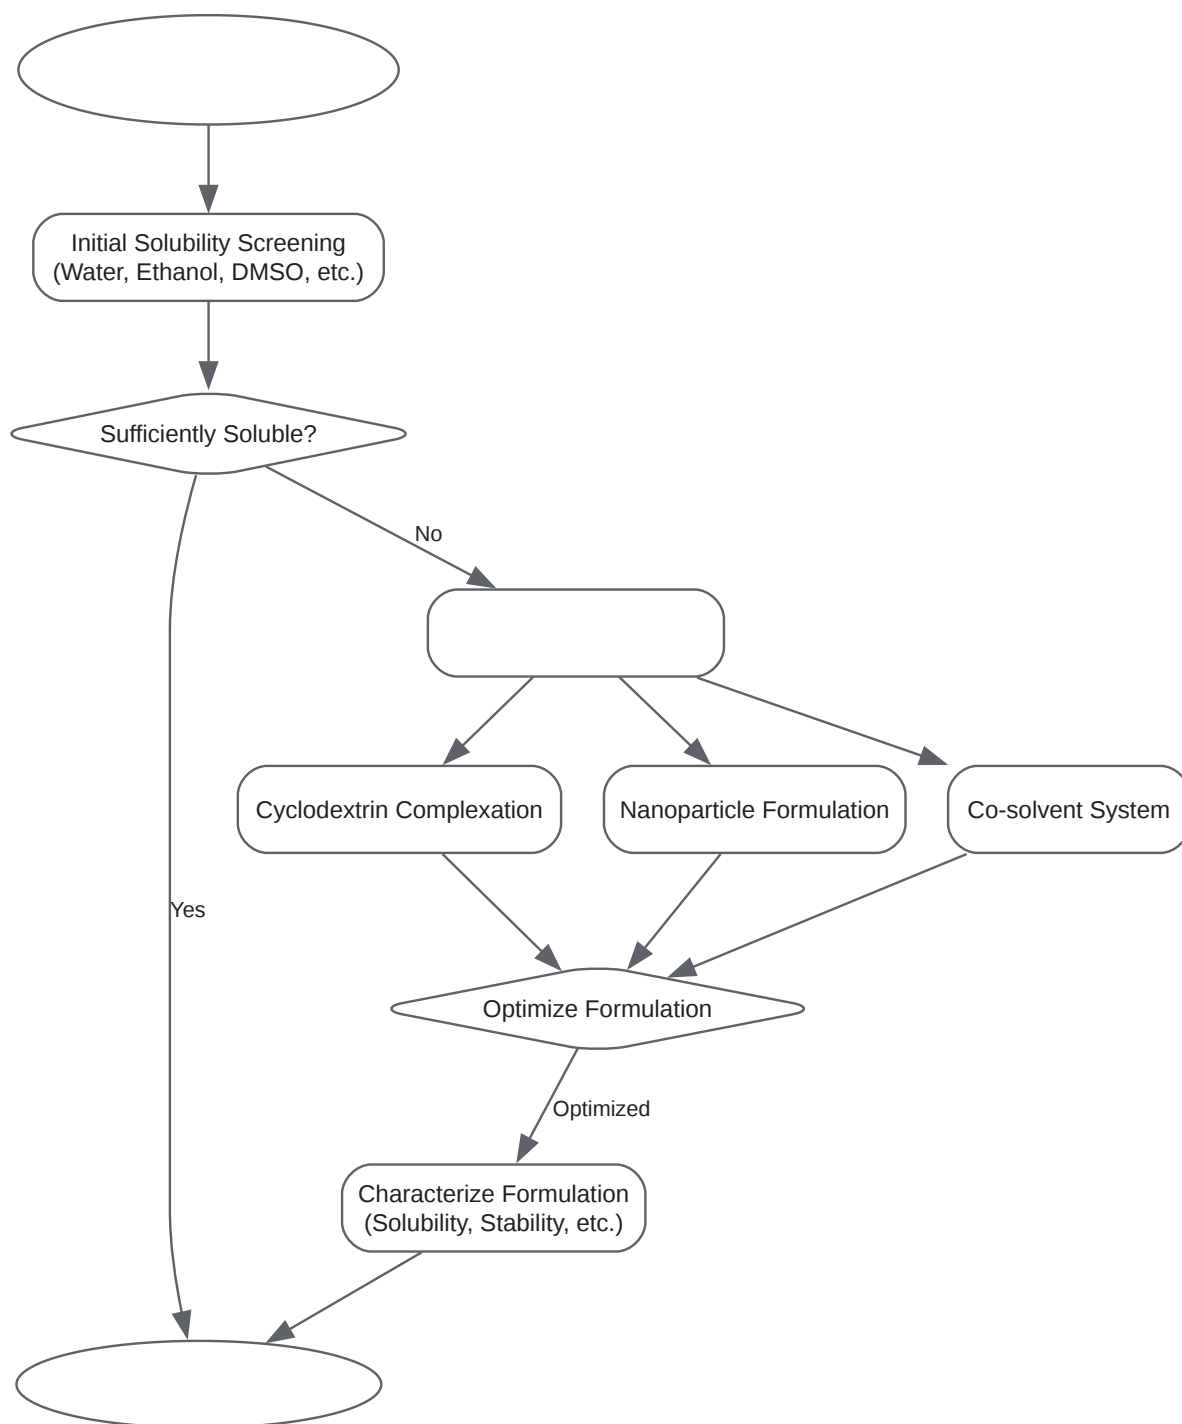 Initial Solubility Screening
(Water, Ethanol, DMSO, etc.)
Sufficiently Soluble?
No
Cyclodextrin Complexation
Nanoparticle Formulation
Co-solvent System
Yes
Optimize Formulation
Optimized
Characterize Formulation
(Solubility, Stability, etc.)